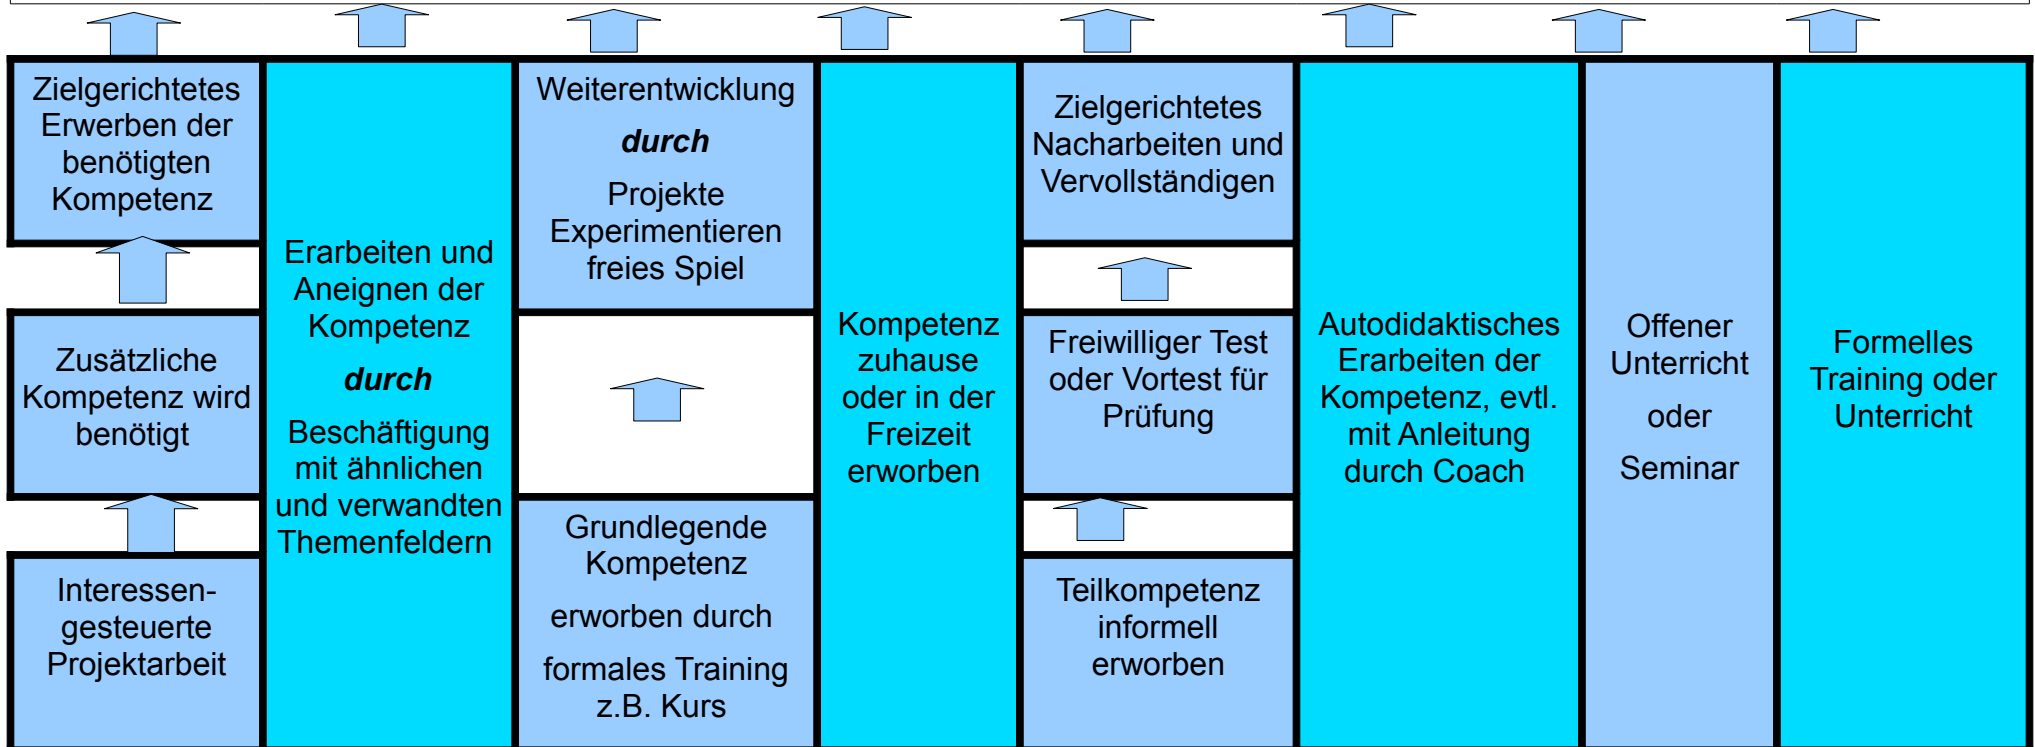 Zielgerichtetes
Erwerben der
benötigten
Kompetenz
Zusätzliche
Kompetenz wird
benötigt
Interessen-
gesteuerte
Projektarbeit
Erarbeiten und
Aneignen der
Kompetenz
durch
Beschäftigung
mit ähnlichen
und verwandten
Themenfeldern
Weiterentwicklung
durch
Projekte
Experimentieren
freies Spiel
Grundlegende
Kompetenz
erworben durch
formales Training
z.B. Kurs
Kompetenz
zuhause
oder in der
Freizeit
erworben
Zielgerichtetes
Nacharbeiten und
Vervollständigen
Freiwilliger Test
oder Vortest für
Prüfung
Teilkompetenz
informell
erworben
Autodidaktisches
Erarbeiten der
Kompetenz, evtl.
mit Anleitung
durch Coach
Offener
Unterricht
oder
Seminar
Formelles
Training oder
Unterricht